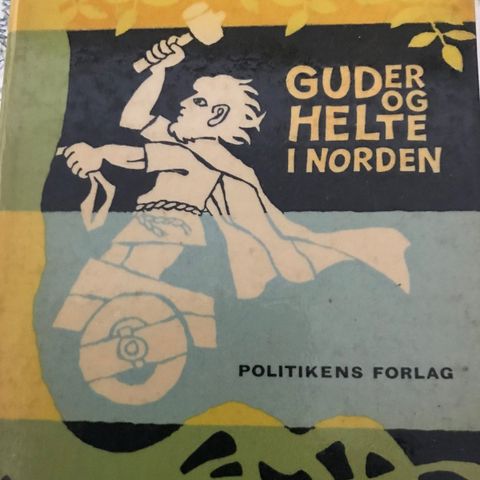 GUDER
OG
HELTE
I NORDEN
POLITIKENS FORLAG